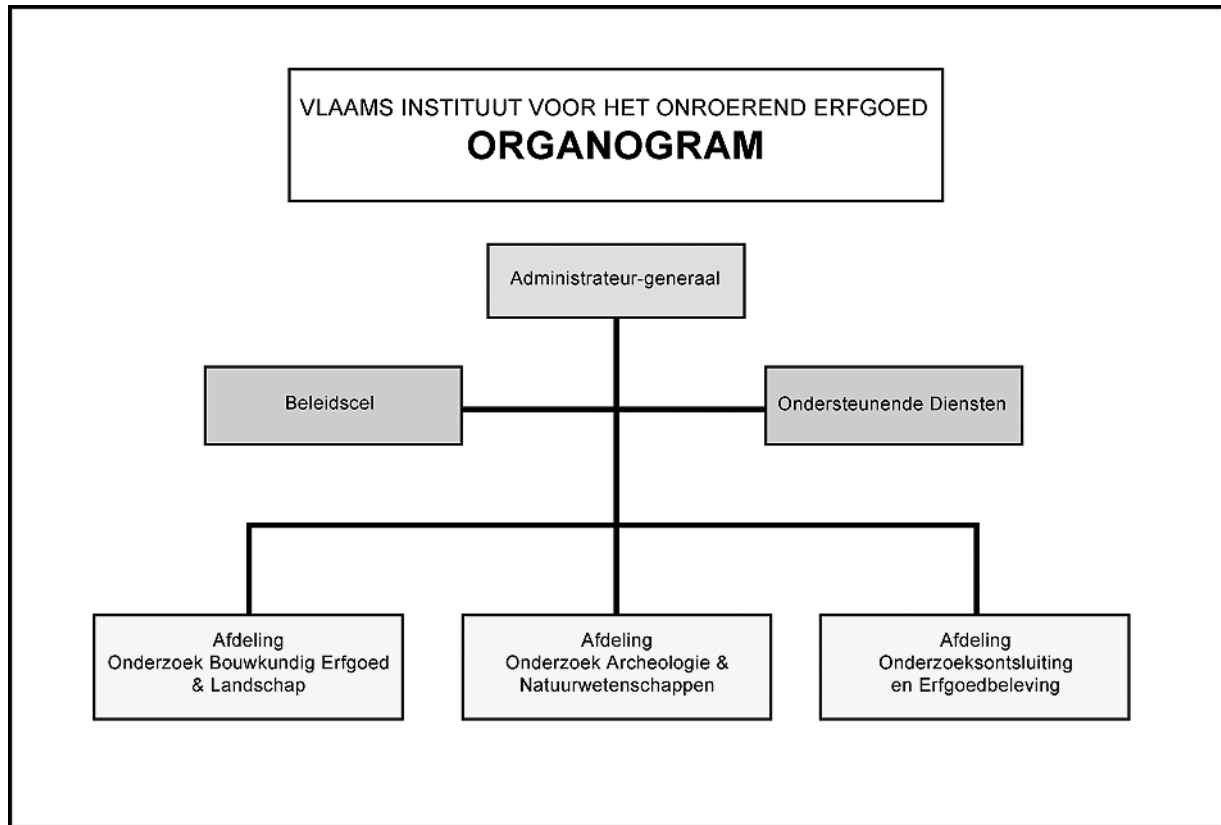 VLAAMS INSTITUUT VOOR HET ONROEREND ERFGOED
ORGANOGRAM
Administrateur-generaal
Beleidscel
Ondersteunende Diensten
Afdeling
Onderzoek Bouwkundig Erfgoed
& Landschap
Afdeling
Onderzoek Archeologie &
Natuurwetenschappen
Afdeling
Onderzoeksontsluiting
en Erfgoedbeleving